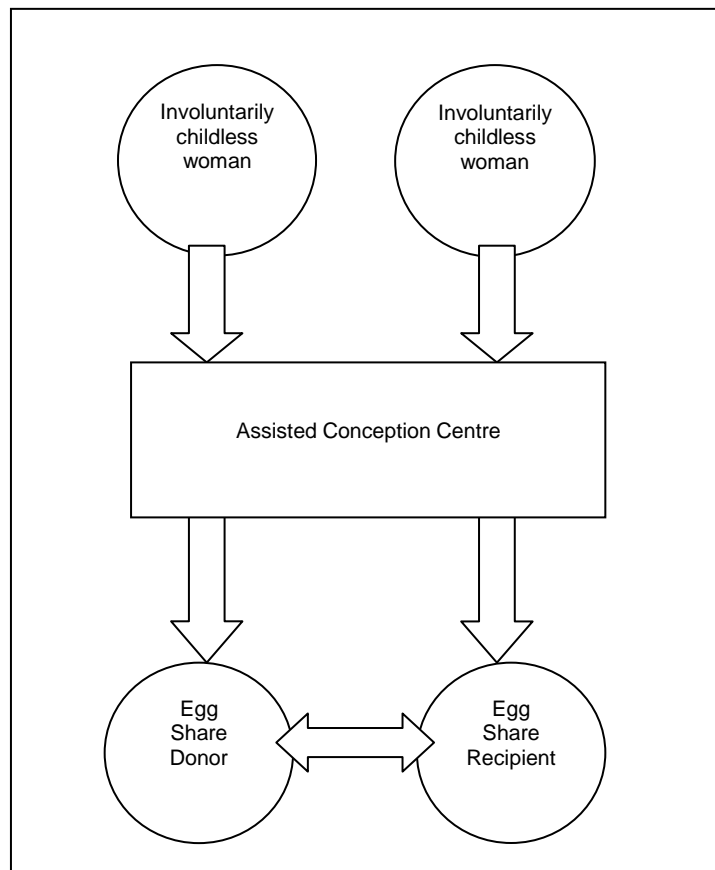 Involuntarily
childless
woman
Involuntarily
childless
woman
Assisted Conception Centre
Egg
Share
Donor
Egg
Share
Recipient